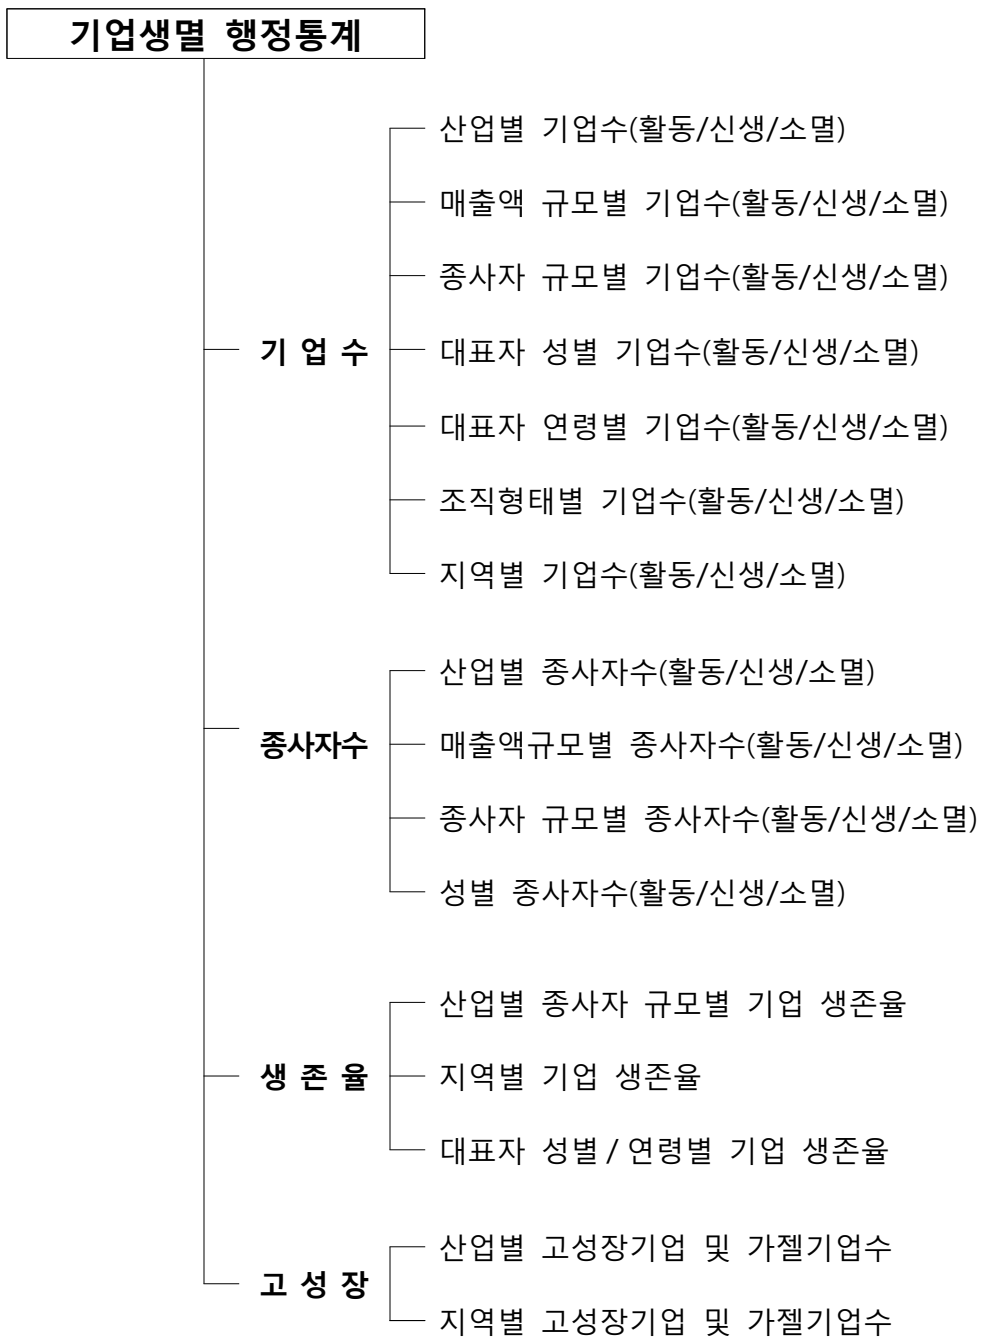 기업생멸 행정통계
산업별 기업수(활동/신생/소멸)
매출액 규모별 기업수(활동/신생/소멸)
종사자 규모별 기업수(활동/신생/소멸)
기 업 수
대표자 성별 기업수(활동/신생/소멸)
대표자 연령별 기업수(활동/신생/소멸)
조직형태별 기업수(활동/신생/소멸)
지역별 기업수(활동/신생/소멸)
산업별 종사자수(활동/신생/소멸)
종사자수
매출액규모별 종사자수(활동/신생/소멸)
종사자 규모별 종사자수(활동/신생/소멸)
성별 종사자수(활동/신생/소멸)
산업별 종사자 규모별 기업 생존율
생 존 율
지역별 기업 생존율
대표자 성별 / 연령별 기업 생존율
산업별 고성장기업 및 가젤기업수
고 성 장
지역별 고성장기업 및 가젤기업수